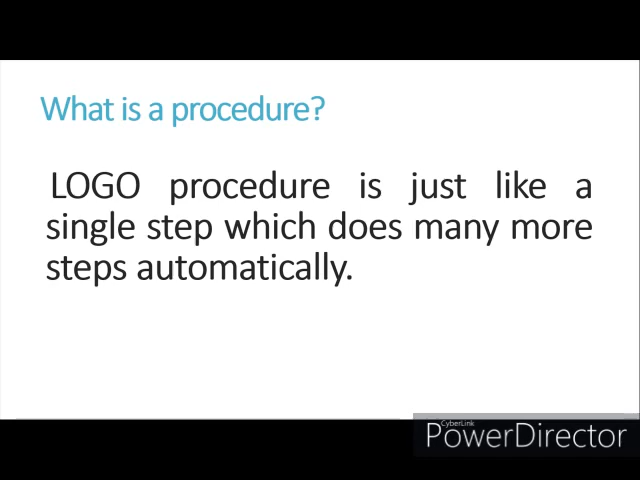 What is a procedure?
LOGO procedure is just like a
single step which does many more
steps automatically.
CyberLink
PowerDirector